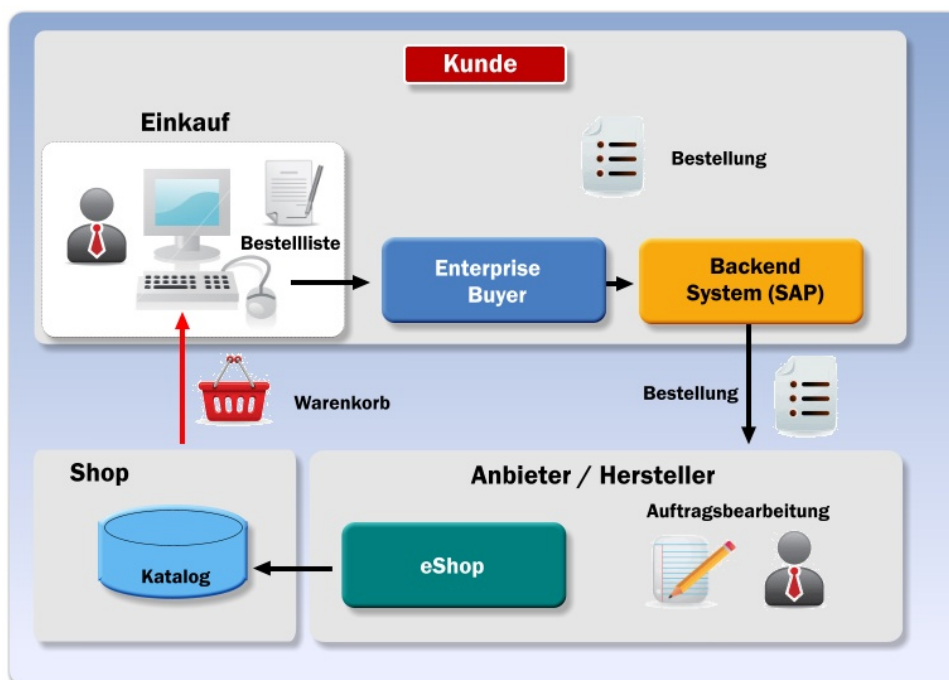 Kunde
Einkauf
Bestellung
Bestellliste
Enterprise
Buyer
Backend
System (SAP)
Warenkorb
Bestellung
Shop
Anbieter / Hersteller
Auftragsbearbeitung
Katalog
eShop